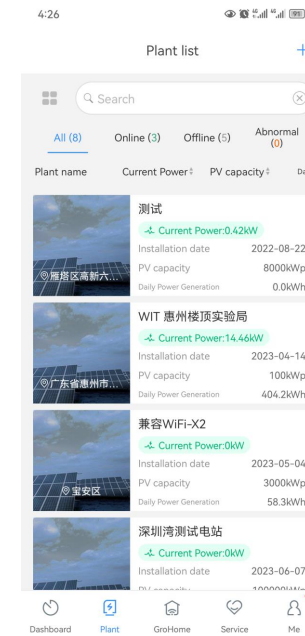 4:26
Plant list
Search
All (8) Online (3) Offline (5) Abnormal (0)
Plant name Current Power PV capacity Da
测试
Current Power:0.42kW
Installation date 2022-08-22
PV capacity 8000kWp
Daily Power Generation 0.0kWh
雁塔区高新六...
WIT 惠州楼顶实验局
Current Power:14.46kW
Installation date 2023-04-14
PV capacity 100kWp
Daily Power Generation 404.2kWh
广东省惠州市...
兼容WiFi-X2
Current Power:0kW
Installation date 2023-05-04
PV capacity 3000kWp
Daily Power Generation 58.3kWh
宝安区
深圳湾测试电站
Current Power:0kW
Installation date 2023-06-07
PV capacity
Dashboard Plant GroHome Service Me